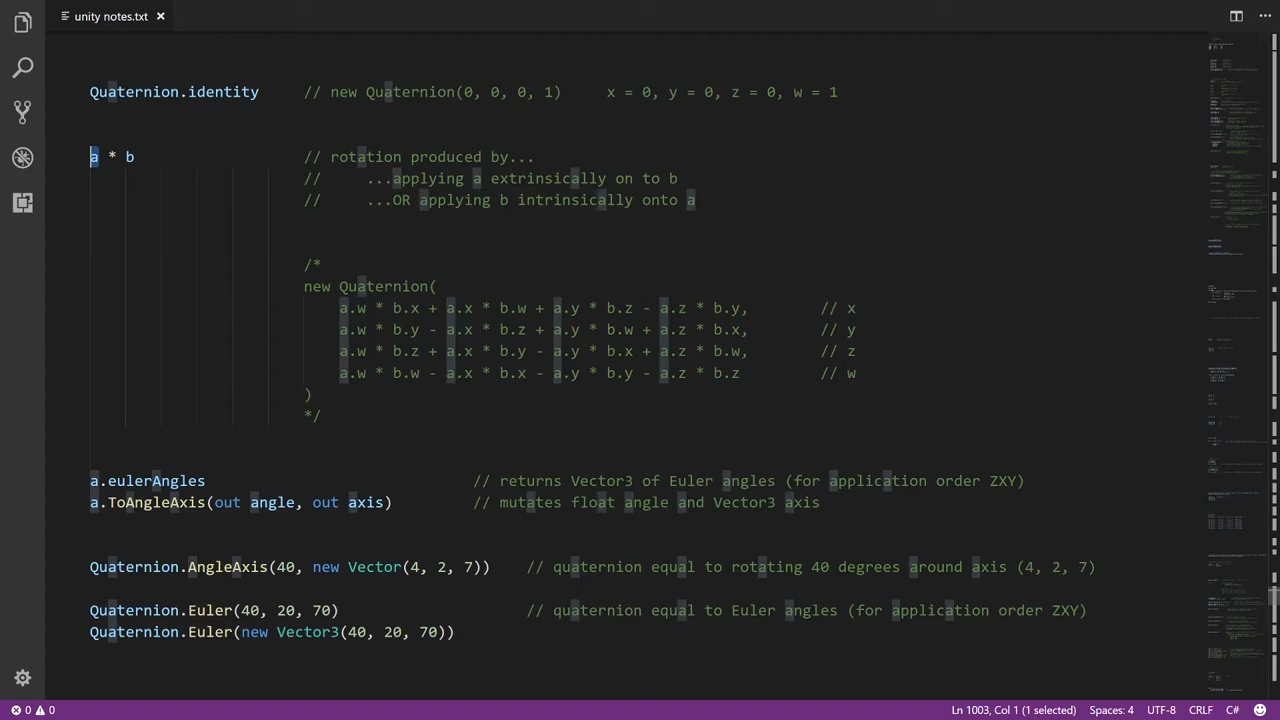 unity notes.txt
Quaternion.identity // new Quaternion(0, 0, 0, 1) x = 0, y = 0, z = 0, w = 1
a * b // rotation produced by...
// ...applying a extrinsically on to b
// ...OR applying b intrinsically onto a
/*
new Quaternion(
a.w * b.x + a.x * b.w + a.y * b.z - a.z * b.y, // x
a.w * b.y - a.x * b.z + a.y * b.w + a.z * b.x, // y
a.w * b.z + a.x * b.y - a.y * b.x + a.z * b.w, // z
a.w * b.w - a.x * b.x - a.y * b.y - a.z * b.z // w
)
*/
a.eulerAngles // returns Vector3 of Euler angles (for application order ZXY)
a.ToAngleAxis(out angle, out axis) // mutates float angle and Vector3 axis
Quaternion.AngleAxis(40, new Vector(4, 2, 7)) // quaternion equal to rotating 40 degrees around axis (4, 2, 7)
Quaternion.Euler(40, 20, 70) // quaternion equal to Euler angles (for application order ZXY)
Quaternion.Euler(new Vector3(40, 20, 70))
0 0 Ln 1003, Col 1 (1 selected) Spaces: 4 UTF-8 CRLF C#